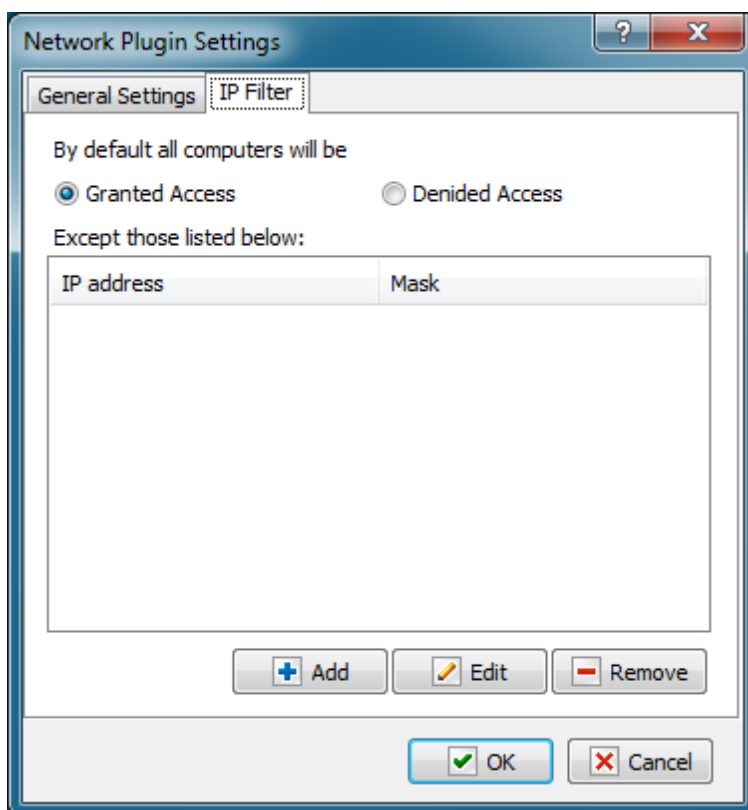 Network Plugin Settings
?
X
General Settings IP Filter
By default all computers will be
Granted Access Denided Access
Except those listed below:
IP address Mask
Add Edit Remove
OK Cancel